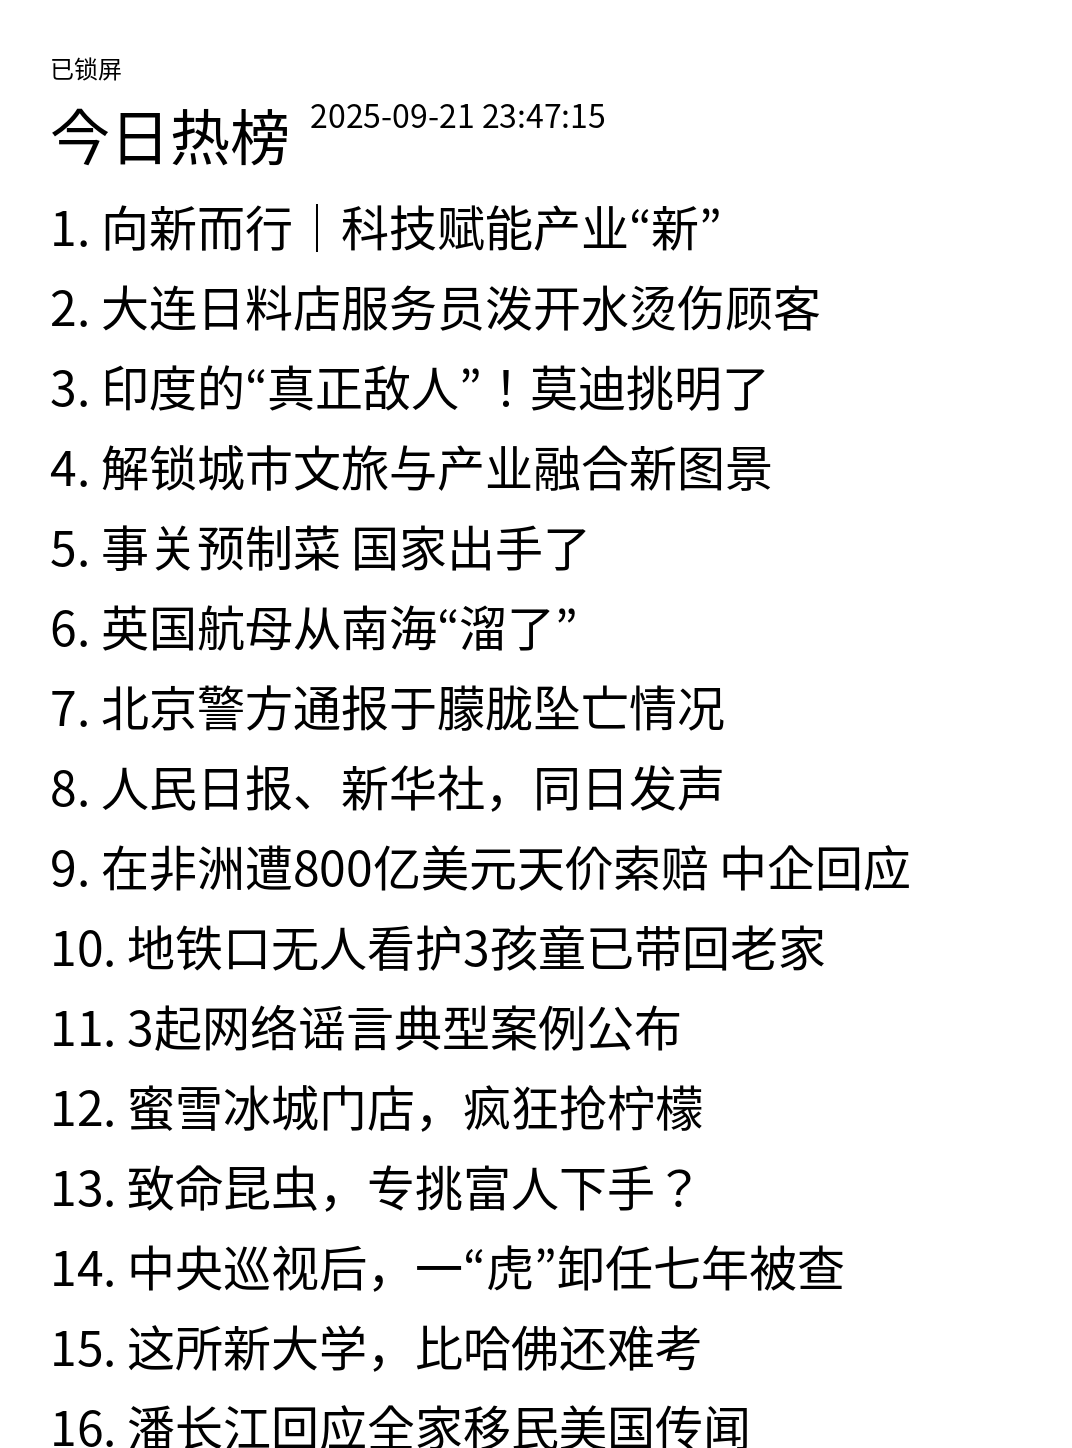 已锁屏
今日热榜 2025-09-21 23:47:15
1. 向新而行｜科技赋能产业“新”
2. 大连日料店服务员泼开水烫伤顾客
3. 印度的“真正敌人”！莫迪挑明了
4. 解锁城市文旅与产业融合新图景
5. 事关预制菜 国家出手了
6. 英国航母从南海“溜了”
7. 北京警方通报于朦胧坠亡情况
8. 人民日报、新华社，同日发声
9. 在非洲遭800亿美元天价索赔 中企回应
10. 地铁口无人看护3孩童已带回老家
11. 3起网络谣言典型案例公布
12. 蜜雪冰城门店，疯狂抢柠檬
13. 致命昆虫，专挑富人下手？
14. 中央巡视后，一“虎”卸任七年被查
15. 这所新大学，比哈佛还难考
16. 潘长江回应全家移民美国传闻